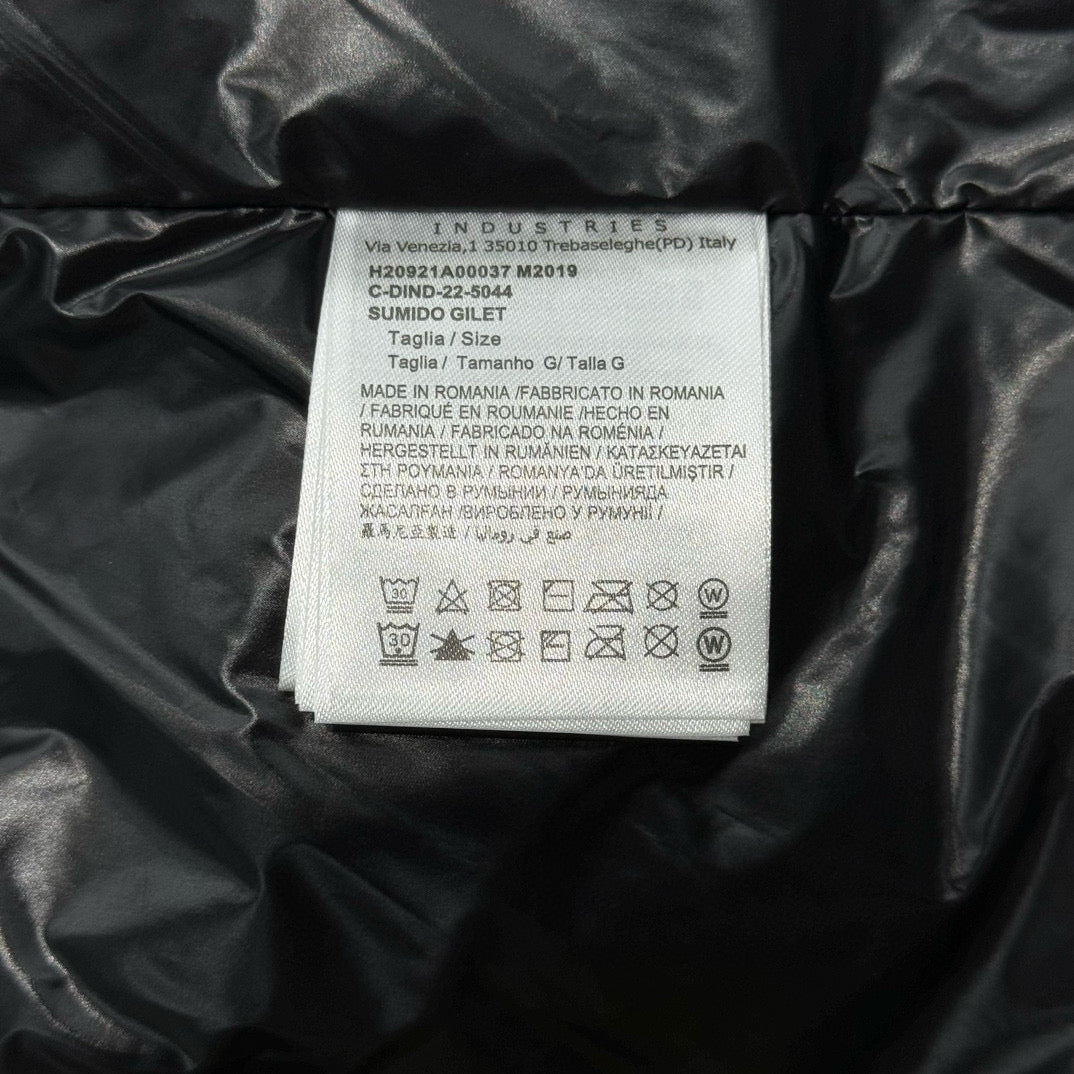 INDUSTRIES
Via Venezia,1 35010 Trebaseleghe(PD) Italy
H20921A00037 M2019
C-DIND-22-5044
SUMIDO GILET
Taglia / Size
Taglia / Tamanho G/ Talla G
MADE IN ROMANIA /FABBRICATO IN ROMANIA
/ FABRIQUÉ EN ROUMANIE /HECHO EN
RUMANIA / FABRICADO NA ROMÉNIA /
HERGESTELLT IN RUMÄNIEN / ΚΑΤΑΣΚΕΥΑΖΕΤΑΙ
ΣΤΗ ΡΟΥΜΑΝΙΑ / ROMANYA'DA ÜRETILMIŞTIR /
СДЕЛАНО В РУМЫНИИ / РУМЫНИЯДА
ЖАСАЛҒАН /ВИРОБЛЕНО У РУМУНІЇ /
羅馬尼亞製造 / صنع في رومانيا
30 W
30 W